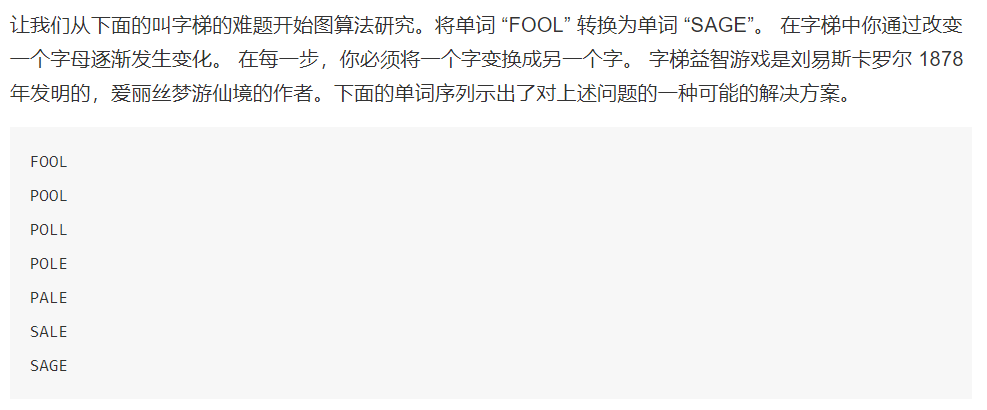 让我们从下面的叫字梯的难题开始图算法研究。将单词 “FOOL” 转换为单词 “SAGE”。 在字梯中你通过改变
一个字母逐渐发生变化。 在每一步，你必须将一个字变换成另一个字。 字梯益智游戏是刘易斯卡罗尔 1878
年发明的，爱丽丝梦游仙境的作者。下面的单词序列示出了对上述问题的一种可能的解决方案。
FOOL
POOL
POLL
POLE
PALE
SALE
SAGE